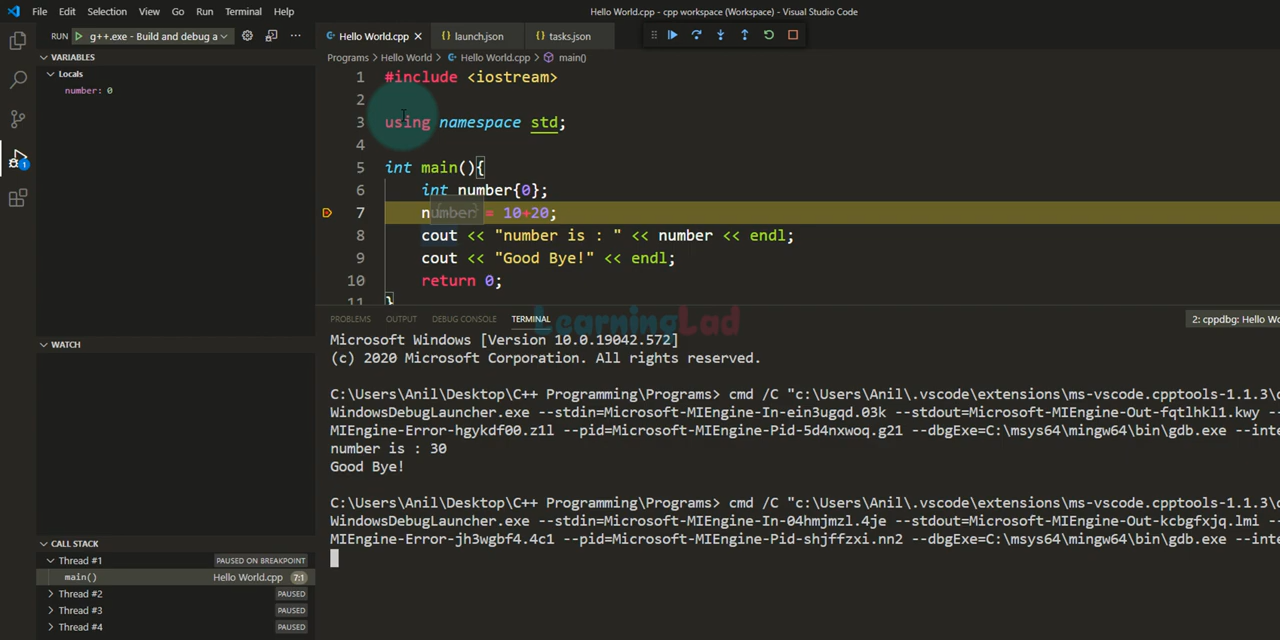 File Edit Selection View Go Run Terminal Help
Hello World.cpp - cpp workspace (Workspace) - Visual Studio Code
RUN g++.exe - Build and debug a
Hello World.cpp launch.json tasks.json
VARIABLES
Locals
number: 0
Programs > Hello World > Hello World.cpp > main()
1 #include <iostream>
2
3 using namespace std;
4
5 int main(){
6 int number{0};
7 number = 10+20;
8 cout << "number is : " << number << endl;
9 cout << "Good Bye!" << endl;
10 return 0;
11 }
LearningLad
PROBLEMS OUTPUT DEBUG CONSOLE TERMINAL
2: cppdbg: Hello Wo
WATCH
Microsoft Windows [Version 10.0.19042.572]
(c) 2020 Microsoft Corporation. All rights reserved.
C:\Users\Anil\Desktop\C++ Programming\Programs> cmd /C "c:\Users\Anil\.vscode\extensions\ms-vscode.cpptools-1.1.3\c
WindowsDebugLauncher.exe --stdin=Microsoft-MIEngine-In-ein3ugqd.03k --stdout=Microsoft-MIEngine-Out-fqtlhkl1.kwy --
MIEngine-Error-hgykdf00.z1l --pid=Microsoft-MIEngine-Pid-5d4nxwoq.g21 --dbgExe=C:\msys64\mingw64\bin\gdb.exe --inte
number is : 30
Good Bye!
C:\Users\Anil\Desktop\C++ Programming\Programs> cmd /C "c:\Users\Anil\.vscode\extensions\ms-vscode.cpptools-1.1.3\c
WindowsDebugLauncher.exe --stdin=Microsoft-MIEngine-In-04hmjmzl.4je --stdout=Microsoft-MIEngine-Out-kcbgfxjq.lmi --
MIEngine-Error-jh3wgbf4.4c1 --pid=Microsoft-MIEngine-Pid-shjffzxi.nn2 --dbgExe=C:\msys64\mingw64\bin\gdb.exe --inte
CALL STACK
Thread #1 PAUSED ON BREAKPOINT
main() Hello World.cpp 7:1
Thread #2 PAUSED
Thread #3 PAUSED
Thread #4 PAUSED
1